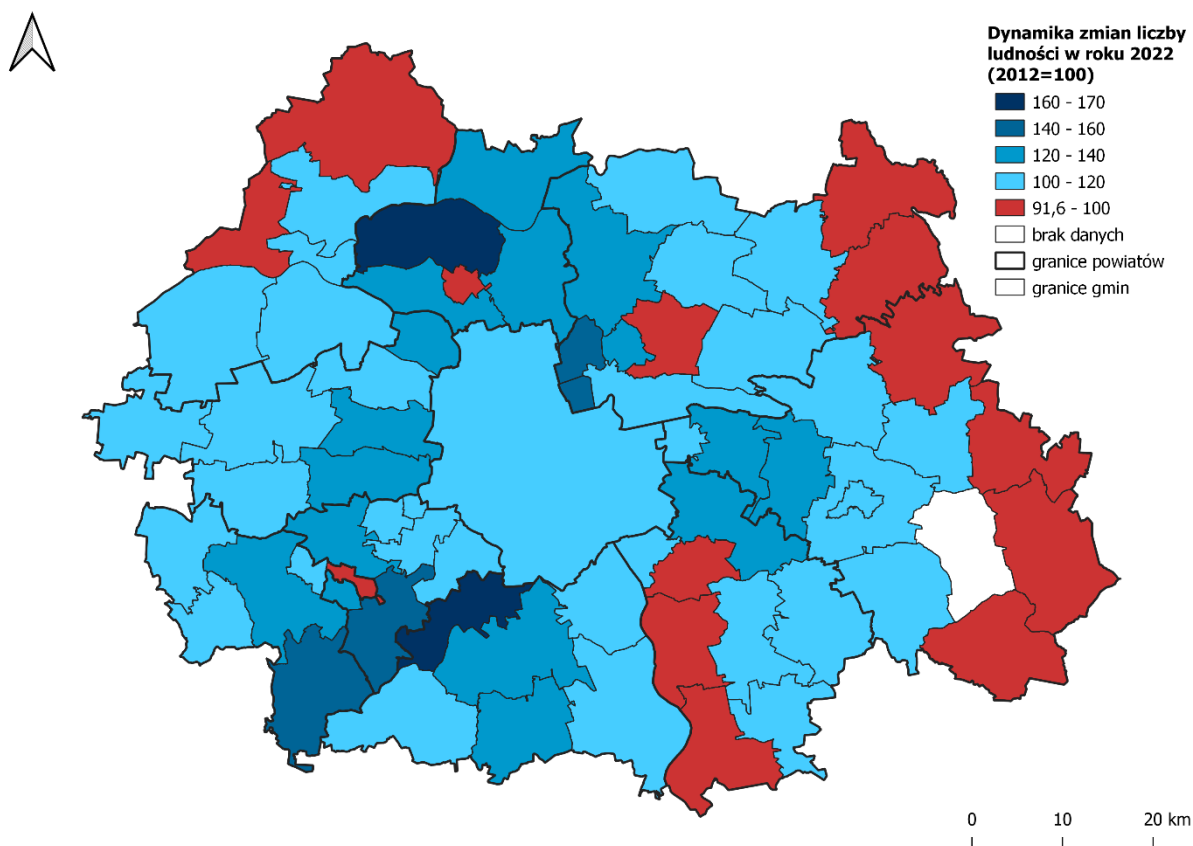 Dynamika zmian liczby
ludności w roku 2022
(2012=100)
160 - 170
140 - 160
120 - 140
100 - 120
91,6 - 100
brak danych
granice powiatów
granice gmin
0 10 20 km